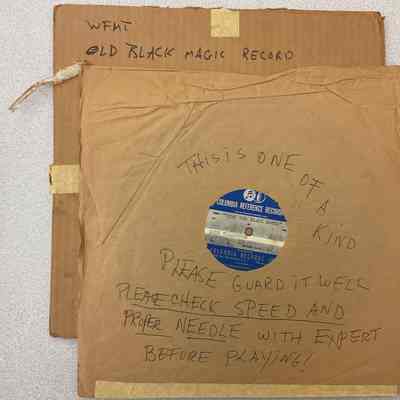 WFMT
OLD BLACK MAGIC RECORD
THIS IS ONE
OF
A
KIND
COLUMBIA REFERENCE RECORD
COLUMBIA RECORDS
PLEASE GUARD IT WELL
PLEASE CHECK SPEED AND
PROPER NEEDLE WITH EXPERT
BEFORE PLAYING!